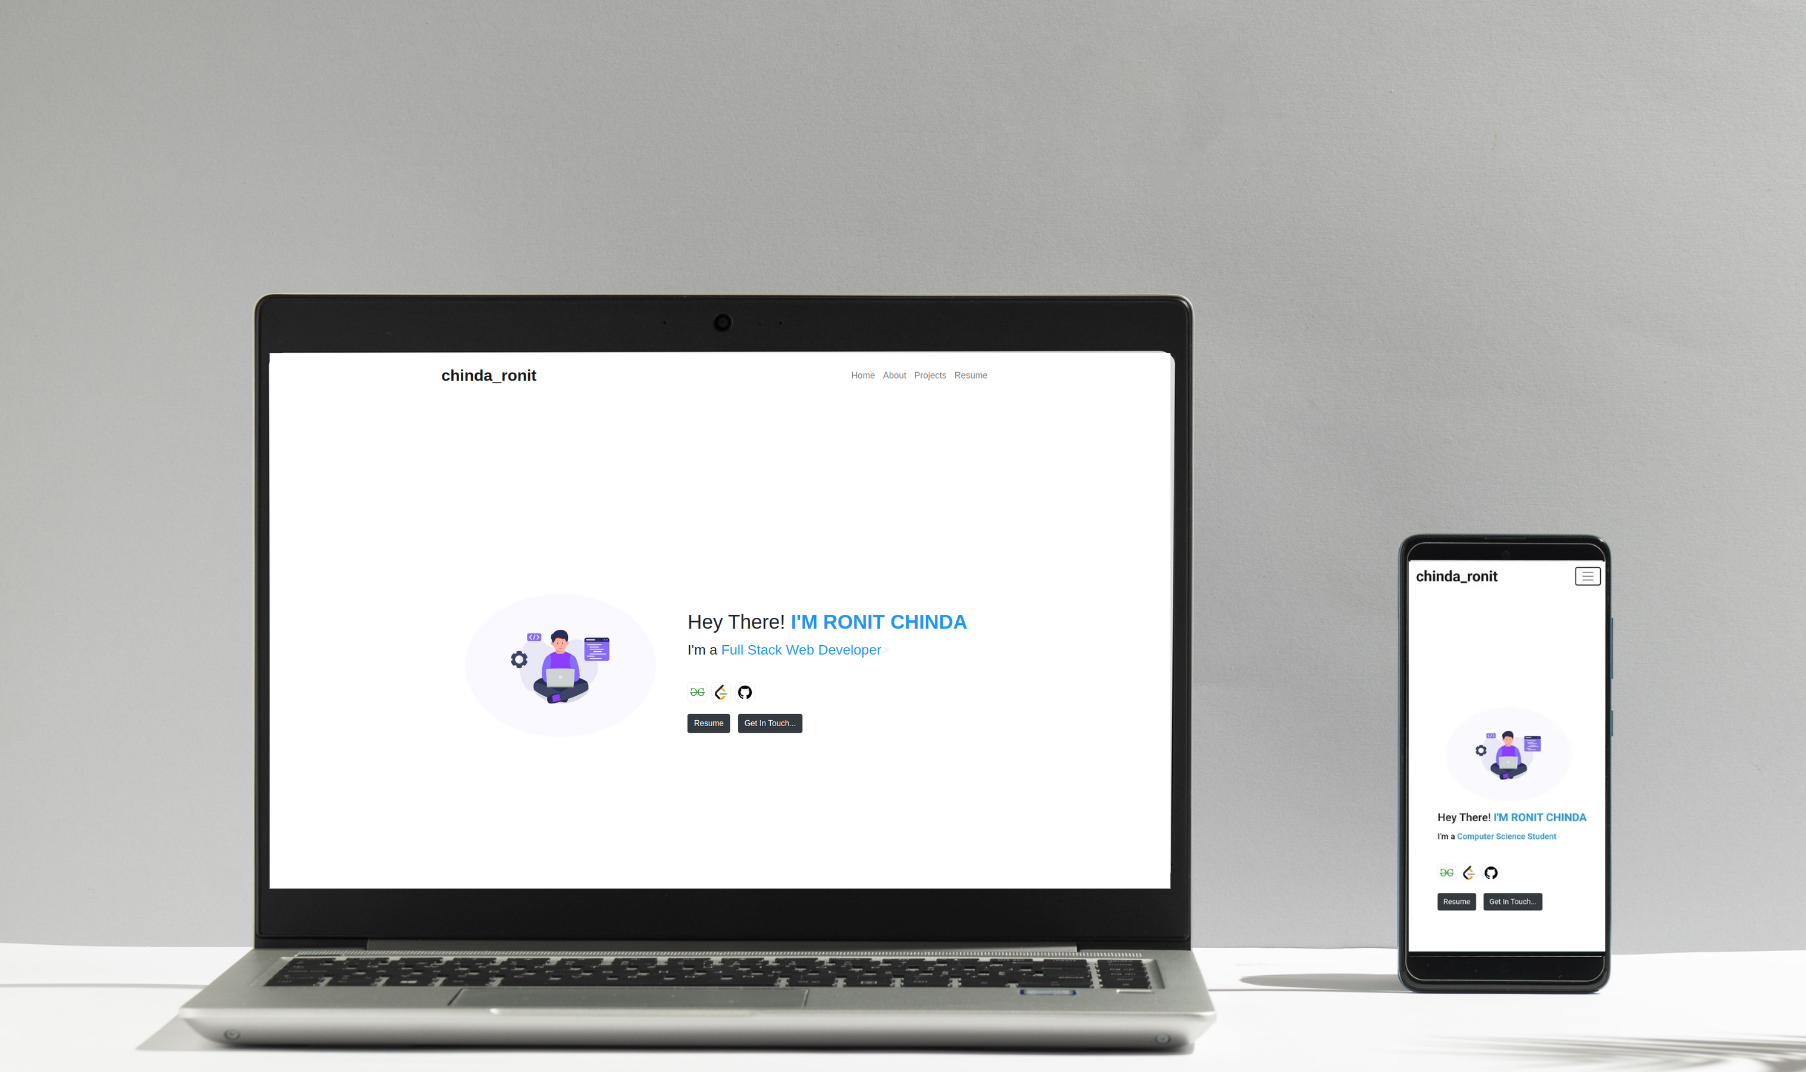 chinda_ronit
Home About Projects Resume
Hey There! I'M RONIT CHINDA
I'm a Full Stack Web Developer
Resume Get In Touch...
chinda_ronit
Hey There! I'M RONIT CHINDA
I'm a Computer Science Student
Resume Get In Touch...